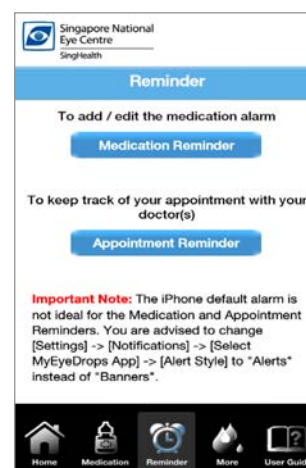 Singapore National
Eye Centre
SingHealth
Reminder
To add / edit the medication alarm
Medication Reminder
To keep track of your appointment with your
doctor(s)
Appointment Reminder
Important Note: The iPhone default alarm is
not ideal for the Medication and Appointment
Reminders. You are advised to change
[Settings] -> [Notifications] -> [Select
MyEyeDrops App] -> [Alert Style] to "Alerts"
instead of "Banners".
Home Medication Reminder More User Guide